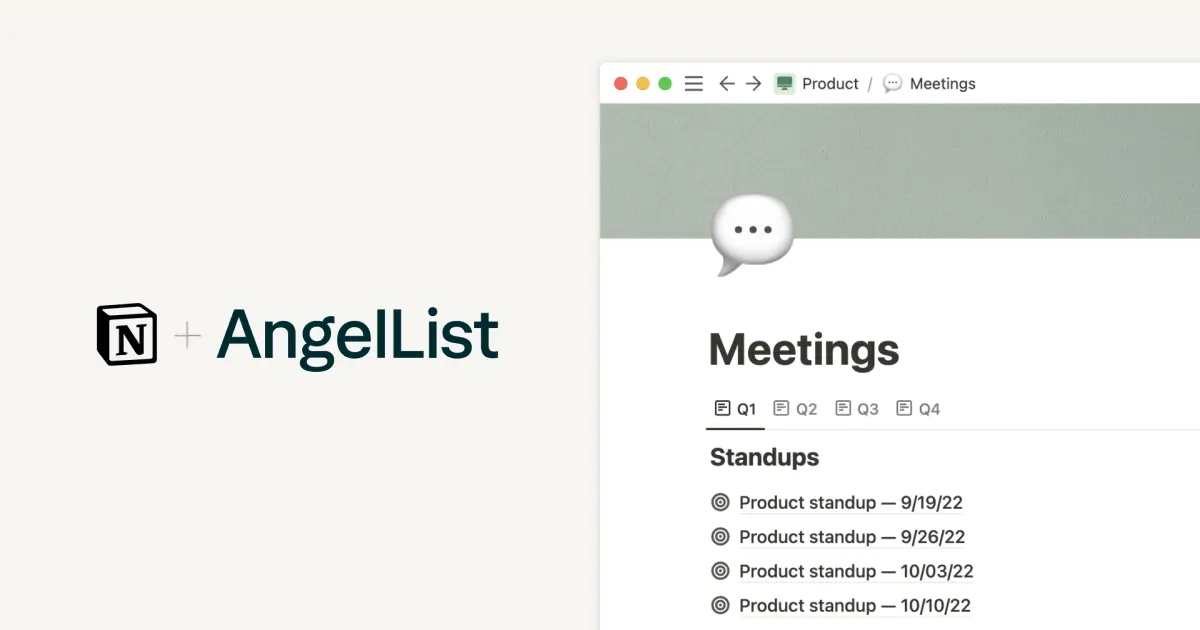 N + AngelList
Product / Meetings
Meetings
Q1 Q2 Q3 Q4
Standups
Product standup — 9/19/22
Product standup — 9/26/22
Product standup — 10/03/22
Product standup — 10/10/22